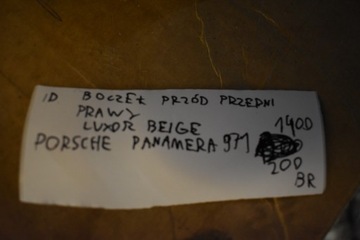 ID BOCZEK PRZÓD PRZEDNI
PRAWY
LUXOR BEIGE 1400
PORSCHE PANAMERA 971
200
BR